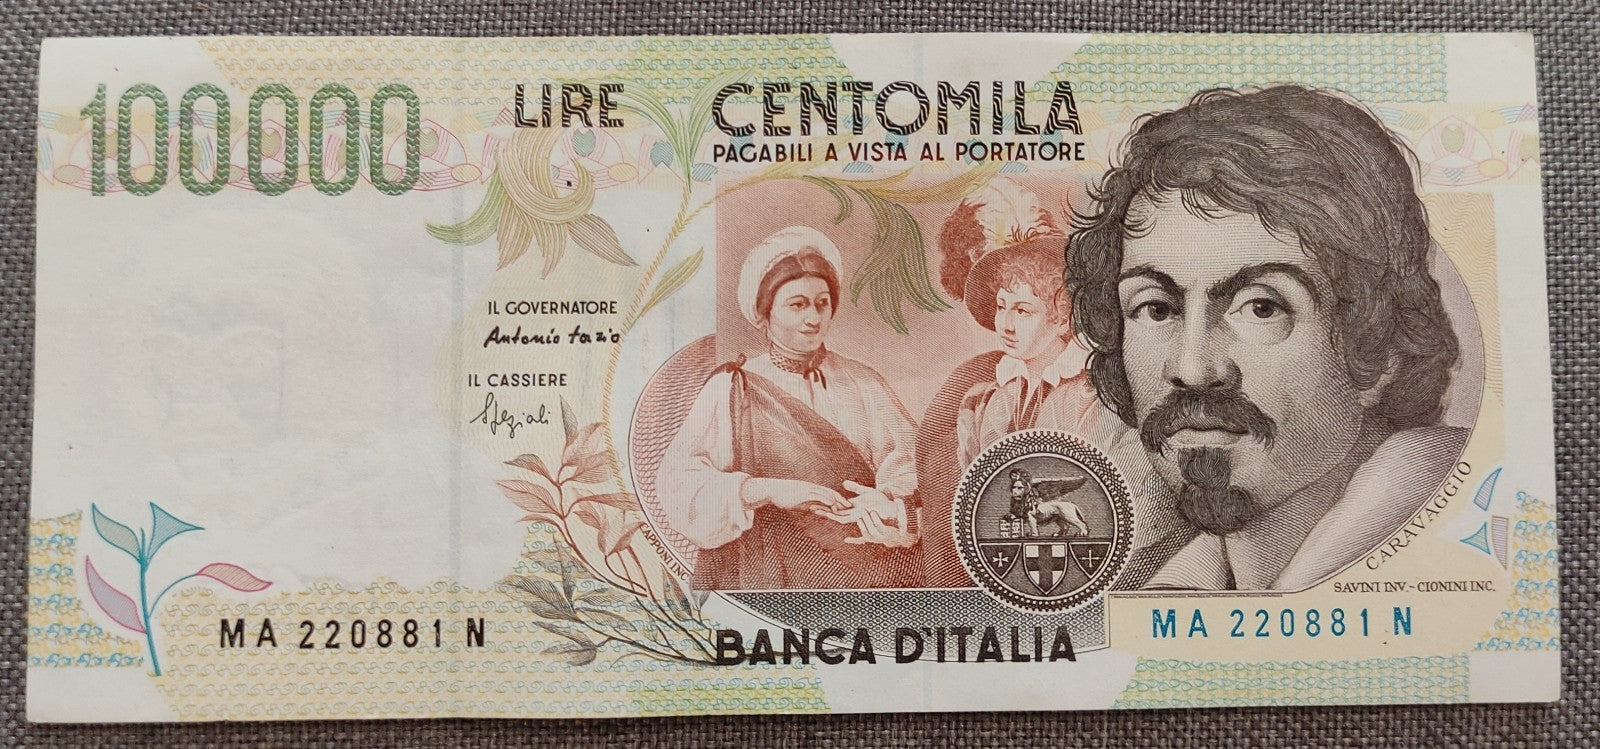 100000
LIRE CENTOMILA
PAGABILI A VISTA AL PORTATORE
IL GOVERNATORE
Antonio Fazio
IL CASSIERE
Speziali
CAPPONI INC.
CARAVAGGIO
SAVINI INV.-CIONINI INC.
MA 220881 N
MA 220881 N
BANCA D'ITALIA